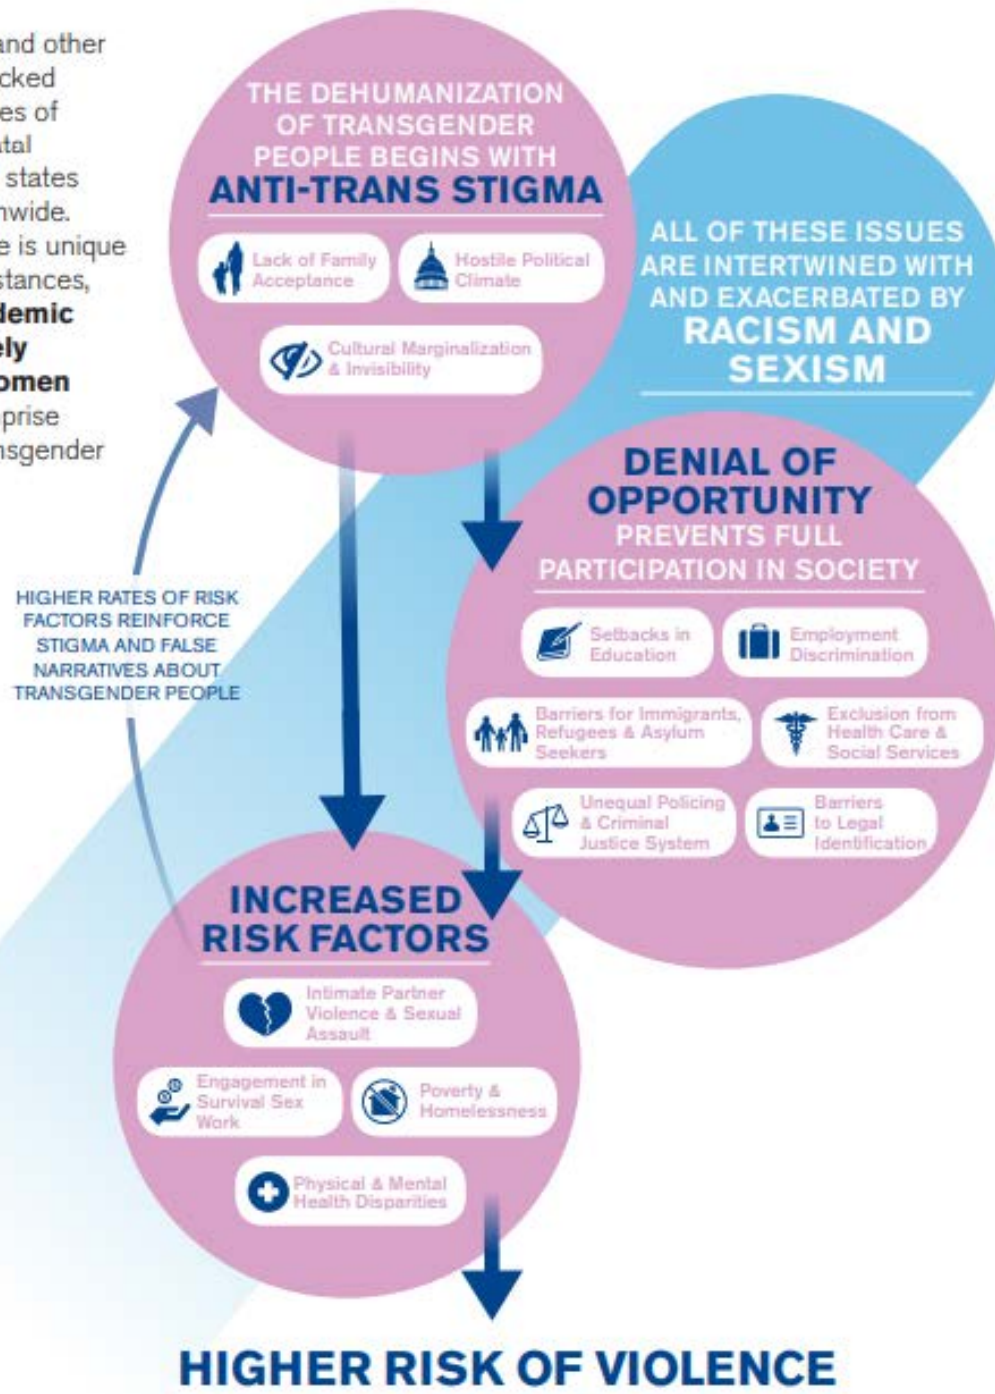 and other
cked
es of
tal
states
nwide.
e is unique
stances,
demic
ely
omen
prise
nsgender
THE DEHUMANIZATION
OF TRANSGENDER
PEOPLE BEGINS WITH
ANTI-TRANS STIGMA
Lack of Family
Acceptance
Hostile Political
Climate
Cultural Marginalization
& Invisibility
ALL OF THESE ISSUES
ARE INTERTWINED WITH
AND EXACERBATED BY
RACISM AND
SEXISM
DENIAL OF
OPPORTUNITY
PREVENTS FULL
PARTICIPATION IN SOCIETY
Setbacks in
Education
Employment
Discrimination
Barriers for Immigrants,
Refugees & Asylum
Seekers
Exclusion from
Health Care &
Social Services
Unequal Policing
& Criminal
Justice System
Barriers
to Legal
Identification
HIGHER RATES OF RISK
FACTORS REINFORCE
STIGMA AND FALSE
NARRATIVES ABOUT
TRANSGENDER PEOPLE
INCREASED
RISK FACTORS
Intimate Partner
Violence & Sexual
Assault
Engagement in
Survival Sex
Work
Poverty &
Homelessness
Physical & Mental
Health Disparities
HIGHER RISK OF VIOLENCE